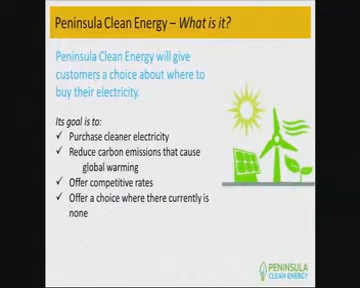 Peninsula Clean Energy – What is it?
Peninsula Clean Energy will give
customers a choice about where to
buy their electricity.
Its goal is to:
✓ Purchase cleaner electricity
✓ Reduce carbon emissions that cause
global warming
✓ Offer competitive rates
✓ Offer a choice where there currently is
none
PENINSULA
CLEAN ENERGY